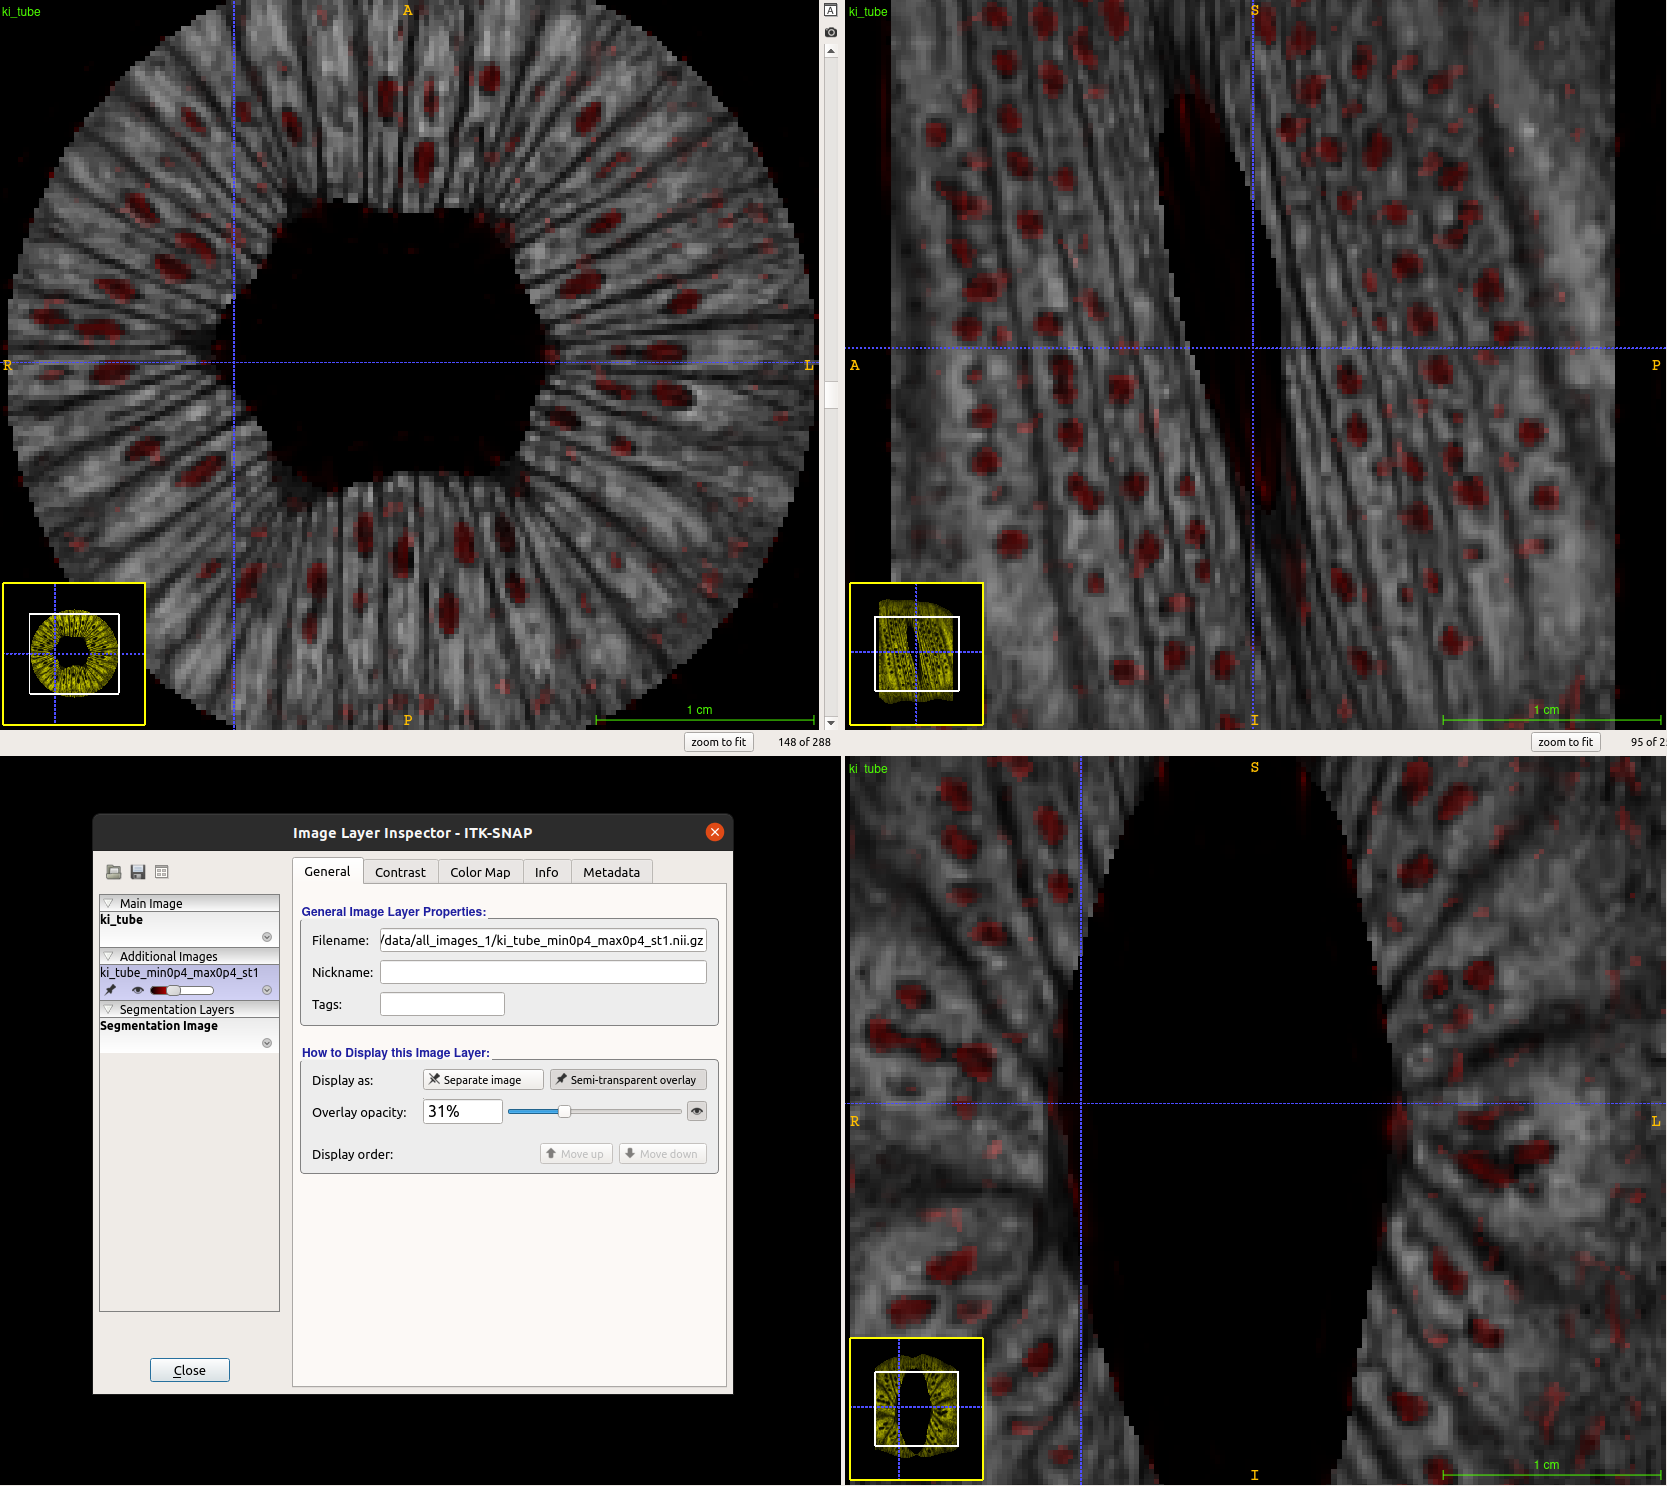 ki_tube
A
R
L
P
1 cm
zoom to fit
148 of 288
A
ki_tube
S
A
P
I
1 cm
zoom to fit
95 of 2
Image Layer Inspector - ITK-SNAP
Main Image
ki_tube
Additional Images
ki_tube_min0p4_max0p4_st1
Segmentation Layers
Segmentation Image
Close
General
Contrast
Color Map
Info
Metadata
General Image Layer Properties:
Filename:
/data/all_images_1/ki_tube_min0p4_max0p4_st1.nii.gz
Nickname:
Tags:
How to Display this Image Layer:
Display as:
Separate image
Semi-transparent overlay
Overlay opacity:
31%
Display order:
Move up
Move down
ki_tube
S
R
L
I
1 cm